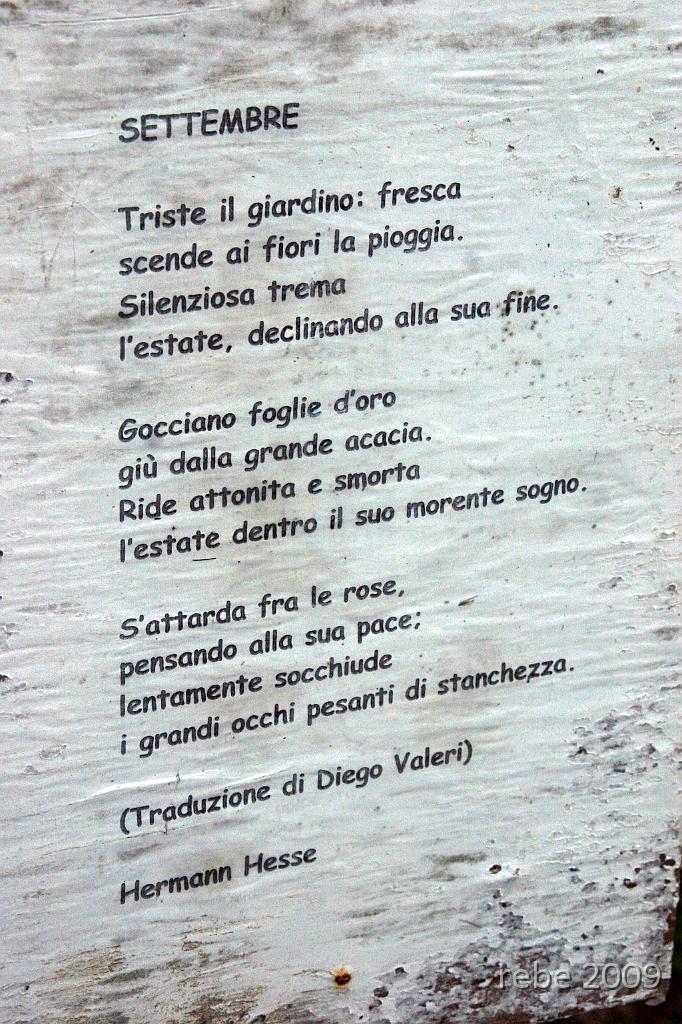 SETTEMBRE
Triste il giardino: fresca
scende ai fiori la pioggia.
Silenziosa trema
l'estate, declinando alla sua fine.
Gocciano foglie d'oro
giù dalla grande acacia.
Ride attonita e smorta
l'estate dentro il suo morente sogno.
S'attarda fra le rose,
pensando alla sua pace;
lentamente socchiude
i grandi occhi pesanti di stanchezza.
(Traduzione di Diego Valeri)
Hermann Hesse
rebe 2009